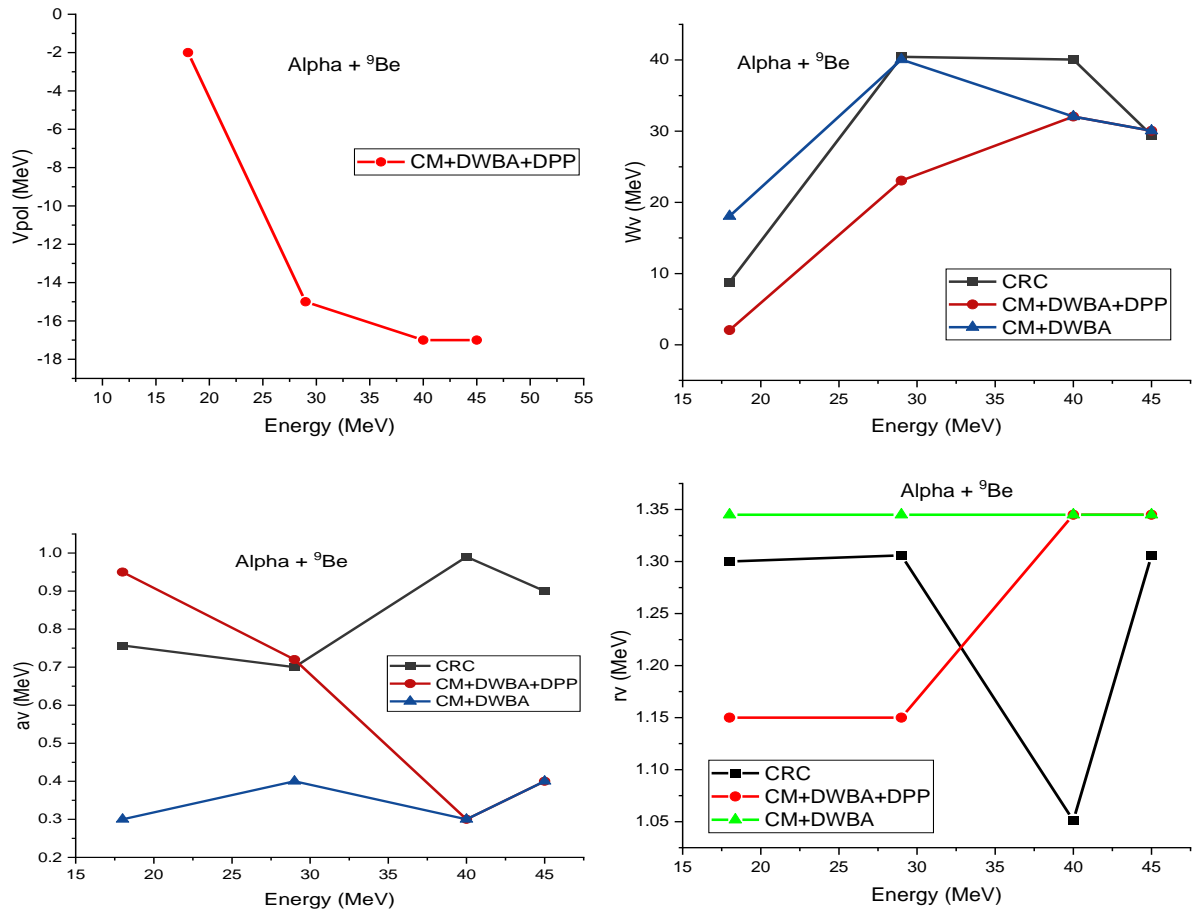 0
-2
-4
-6
-8
-10
-12
-14
-16
-18
Vpol (MeV)
Alpha + ⁹Be
CM+DWBA+DPP
10 15 20 25 30 35 40 45 50 55
Energy (MeV)
40
30
20
10
0
Wv (MeV)
Alpha + ⁹Be
CRC
CM+DWBA+DPP
CM+DWBA
15 20 25 30 35 40 45
Energy (MeV)
1.0
0.9
0.8
0.7
0.6
0.5
0.4
0.3
0.2
av (MeV)
Alpha + ⁹Be
CRC
CM+DWBA+DPP
CM+DWBA
15 20 25 30 35 40 45
Energy (MeV)
1.35
1.30
1.25
1.20
1.15
1.10
1.05
rv (MeV)
Alpha + ⁹Be
CRC
CM+DWBA+DPP
CM+DWBA
15 20 25 30 35 40 45
Energy (MeV)